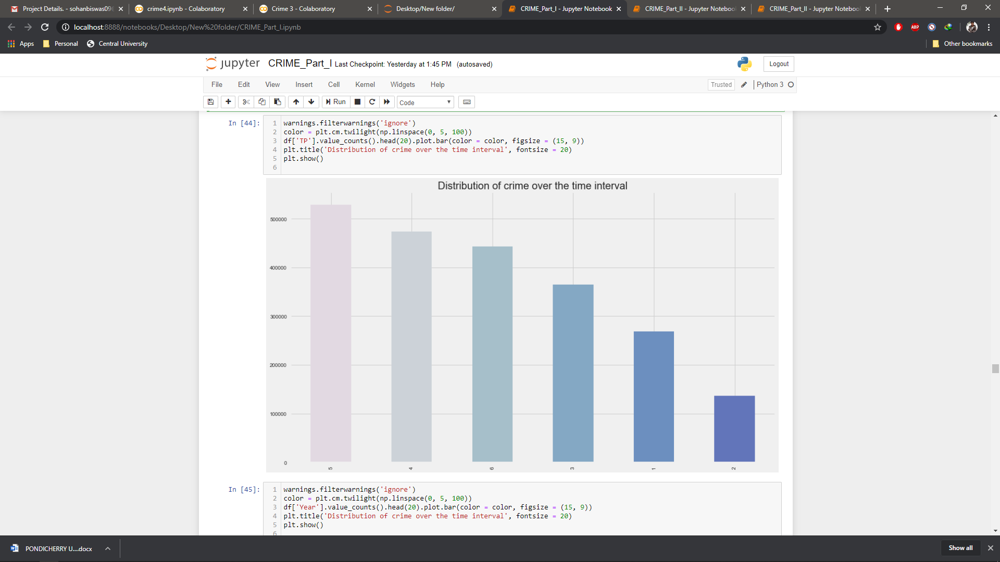 Project Details. - sohanbiswas09
crime4.ipynb - Colaboratory
Crime 3 - Colaboratory
Desktop/New folder/
CRIME_Part_I - Jupyter Notebook
CRIME_Part_II - Jupyter Noteboo
CRIME_Part_II - Jupyter Noteboo
localhost:8888/notebooks/Desktop/New%20folder/CRIME_Part_I.ipynb
ABP
Apps Personal Central University Other bookmarks
jupyter CRIME_Part_I Last Checkpoint: Yesterday at 1:45 PM (autosaved) Logout
File Edit View Insert Cell Kernel Widgets Help Trusted Python 3
Run Code
In [44]:
1 warnings.filterwarnings('ignore')
2 color = plt.cm.twilight(np.linspace(0, 5, 100))
3 df['TP'].value_counts().head(20).plot.bar(color = color, figsize = (15, 9))
4 plt.title('Distribution of crime over the time interval', fontsize = 20)
5 plt.show()
6
Distribution of crime over the time interval
500000
400000
300000
200000
100000
0
5 4 6 3 1 2
In [45]:
1 warnings.filterwarnings('ignore')
2 color = plt.cm.twilight(np.linspace(0, 5, 100))
3 df['Year'].value_counts().head(20).plot.bar(color = color, figsize = (15, 9))
4 plt.title('Distribution of crime over the time interval', fontsize = 20)
5 plt.show()
6
PONDICHERRY U....docx Show all